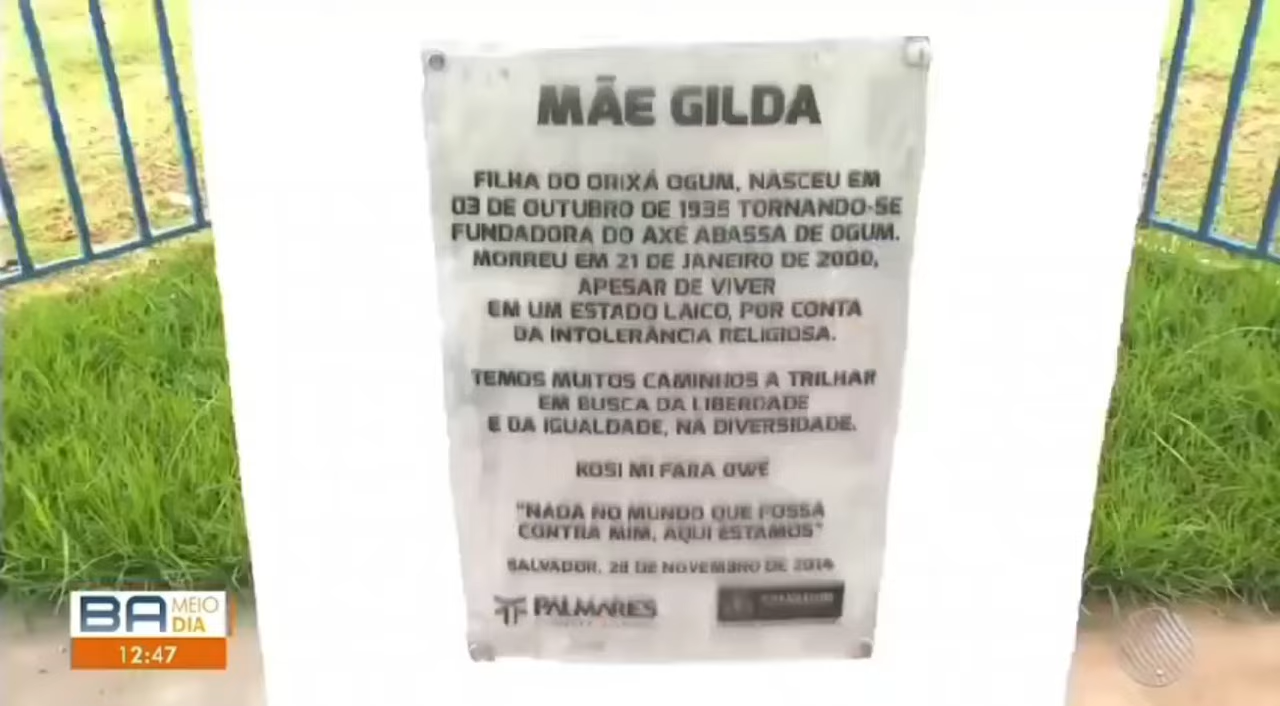 MÃE GILDA
FILHA DO ORIXÁ OGUM, NASCEU EM
03 DE OUTUBRO DE 1935 TORNANDO-SE
FUNDADORA DO AXÉ ABASSA DE OGUM.
MORREU EM 21 DE JANEIRO DE 2000,
APESAR DE VIVER
EM UM ESTADO LAICO, POR CONTA
DA INTOLERÂNCIA RELIGIOSA.
TEMOS MUITOS CAMINHOS A TRILHAR
EM BUSCA DA LIBERDADE
E DA IGUALDADE, NA DIVERSIDADE.
KOSI MI FARA OWE
"NADA NO MUNDO QUE POSSA
CONTRA MIM, AQUI ESTAMOS"
SALVADOR, 28 DE NOVEMBRO DE 2014
PALMARES
BA MEIO
DIA
12:47